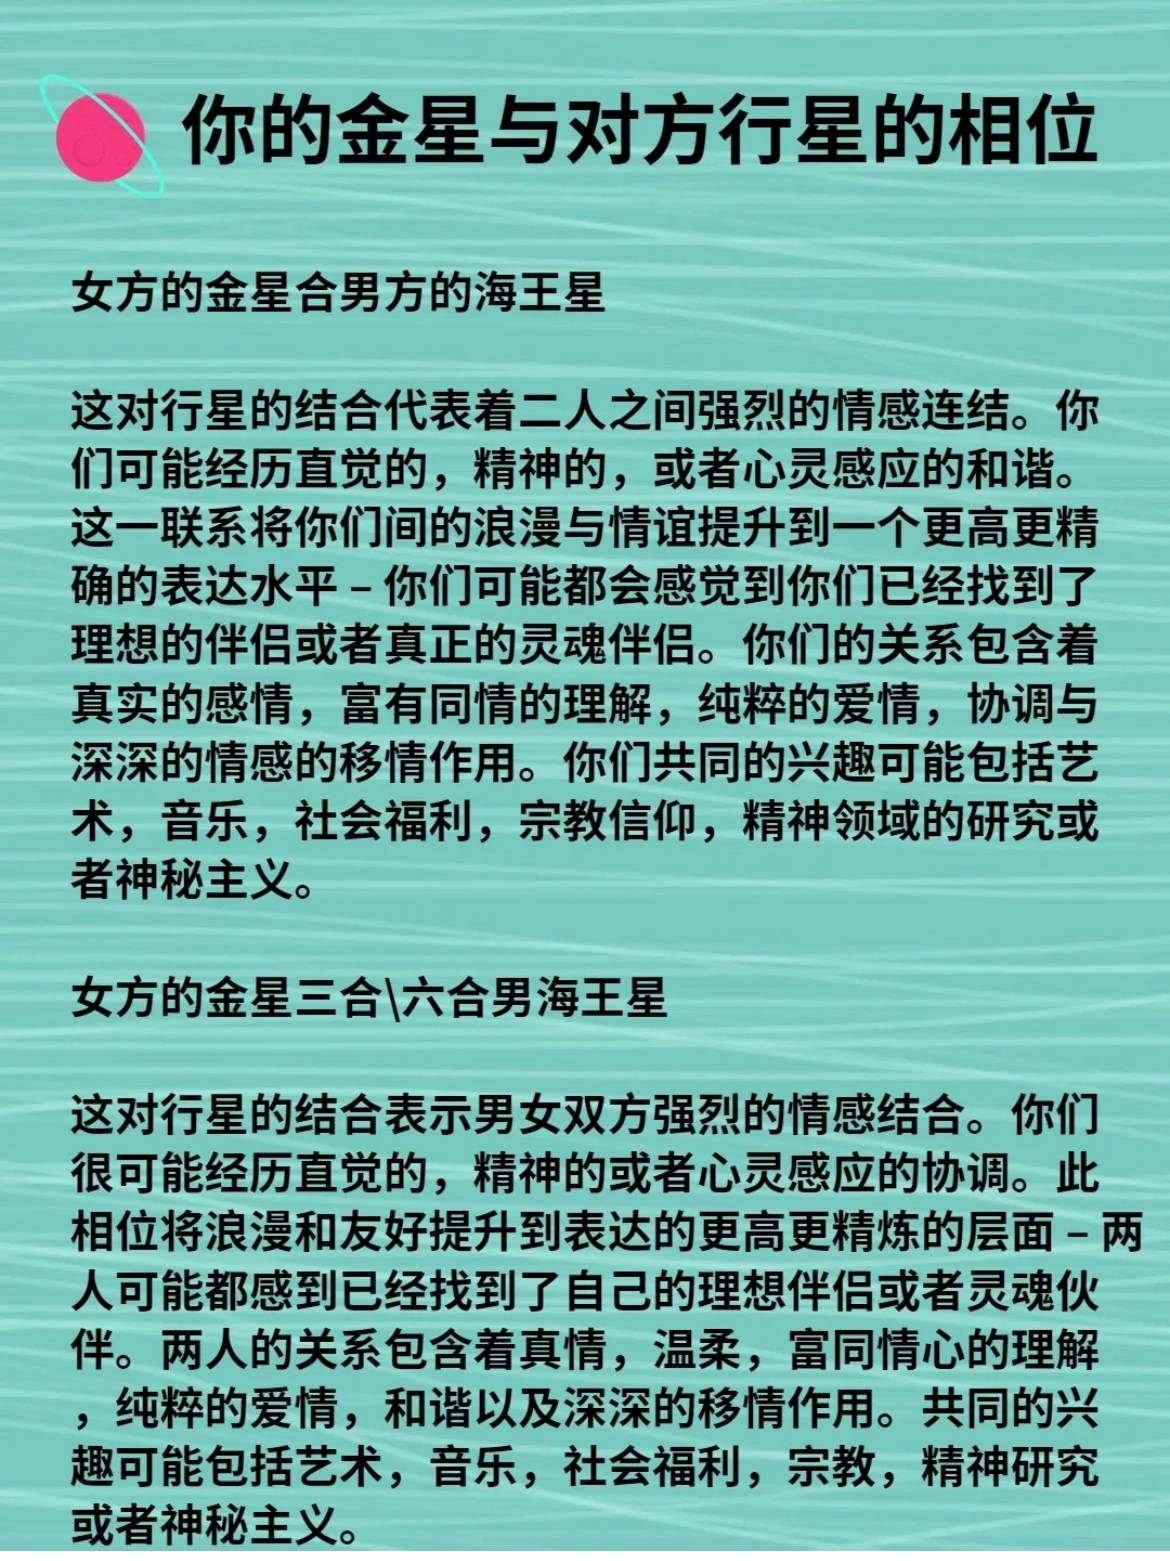 你的金星与对方行星的相位
女方的金星合男方的海王星
这对行星的结合代表着二人之间强烈的情感连结。你
们可能经历直觉的，精神的，或者心灵感应的和谐。
这一联系将你们间的浪漫与情谊提升到一个更高更精
确的表达水平 – 你们可能都会感觉到你们已经找到了
理想的伴侣或者真正的灵魂伴侣。你们的关系包含着
真实的感情，富有同情的理解，纯粹的爱情，协调与
深深的情感的移情作用。你们共同的兴趣可能包括艺
术，音乐，社会福利，宗教信仰，精神领域的研究或
者神秘主义。
女方的金星三合\六合男海王星
这对行星的结合表示男女双方强烈的情感结合。你们
很可能经历直觉的，精神的或者心灵感应的协调。此
相位将浪漫和友好提升到表达的更高更精炼的层面 – 两
人可能都感到已经找到了自己的理想伴侣或者灵魂伙
伴。两人的关系包含着真情，温柔，富同情心的理解
，纯粹的爱情，和谐以及深深的移情作用。共同的兴
趣可能包括艺术，音乐，社会福利，宗教，精神研究
或者神秘主义。